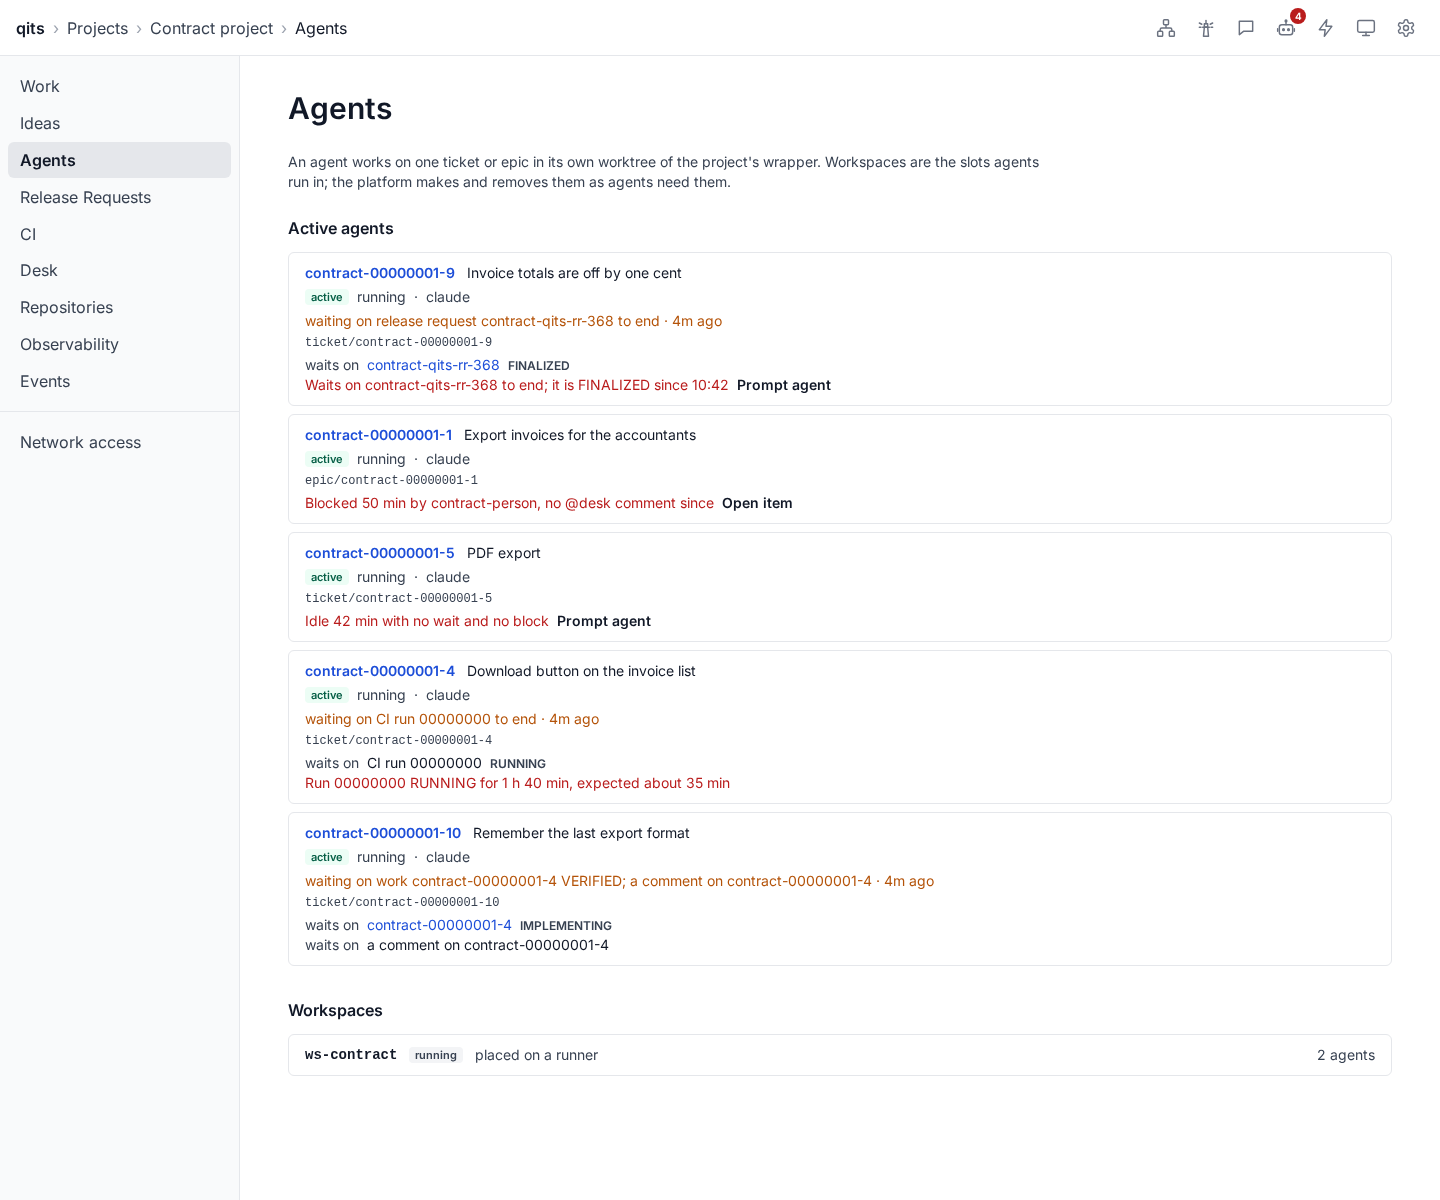 qits › Projects › Contract project › Agents
4
Work
Ideas
Agents
Release Requests
CI
Desk
Repositories
Observability
Events
Network access
Agents
An agent works on one ticket or epic in its own worktree of the project's wrapper. Workspaces are the slots agents
run in; the platform makes and removes them as agents need them.
Active agents
contract-00000001-9 Invoice totals are off by one cent
active running · claude
waiting on release request contract-qits-rr-368 to end · 4m ago
ticket/contract-00000001-9
waits on contract-qits-rr-368 FINALIZED
Waits on contract-qits-rr-368 to end; it is FINALIZED since 10:42 Prompt agent
contract-00000001-1 Export invoices for the accountants
active running · claude
epic/contract-00000001-1
Blocked 50 min by contract-person, no @desk comment since Open item
contract-00000001-5 PDF export
active running · claude
ticket/contract-00000001-5
Idle 42 min with no wait and no block Prompt agent
contract-00000001-4 Download button on the invoice list
active running · claude
waiting on CI run 00000000 to end · 4m ago
ticket/contract-00000001-4
waits on CI run 00000000 RUNNING
Run 00000000 RUNNING for 1 h 40 min, expected about 35 min
contract-00000001-10 Remember the last export format
active running · claude
waiting on work contract-00000001-4 VERIFIED; a comment on contract-00000001-4 · 4m ago
ticket/contract-00000001-10
waits on contract-00000001-4 IMPLEMENTING
waits on a comment on contract-00000001-4
Workspaces
ws-contract running placed on a runner 2 agents